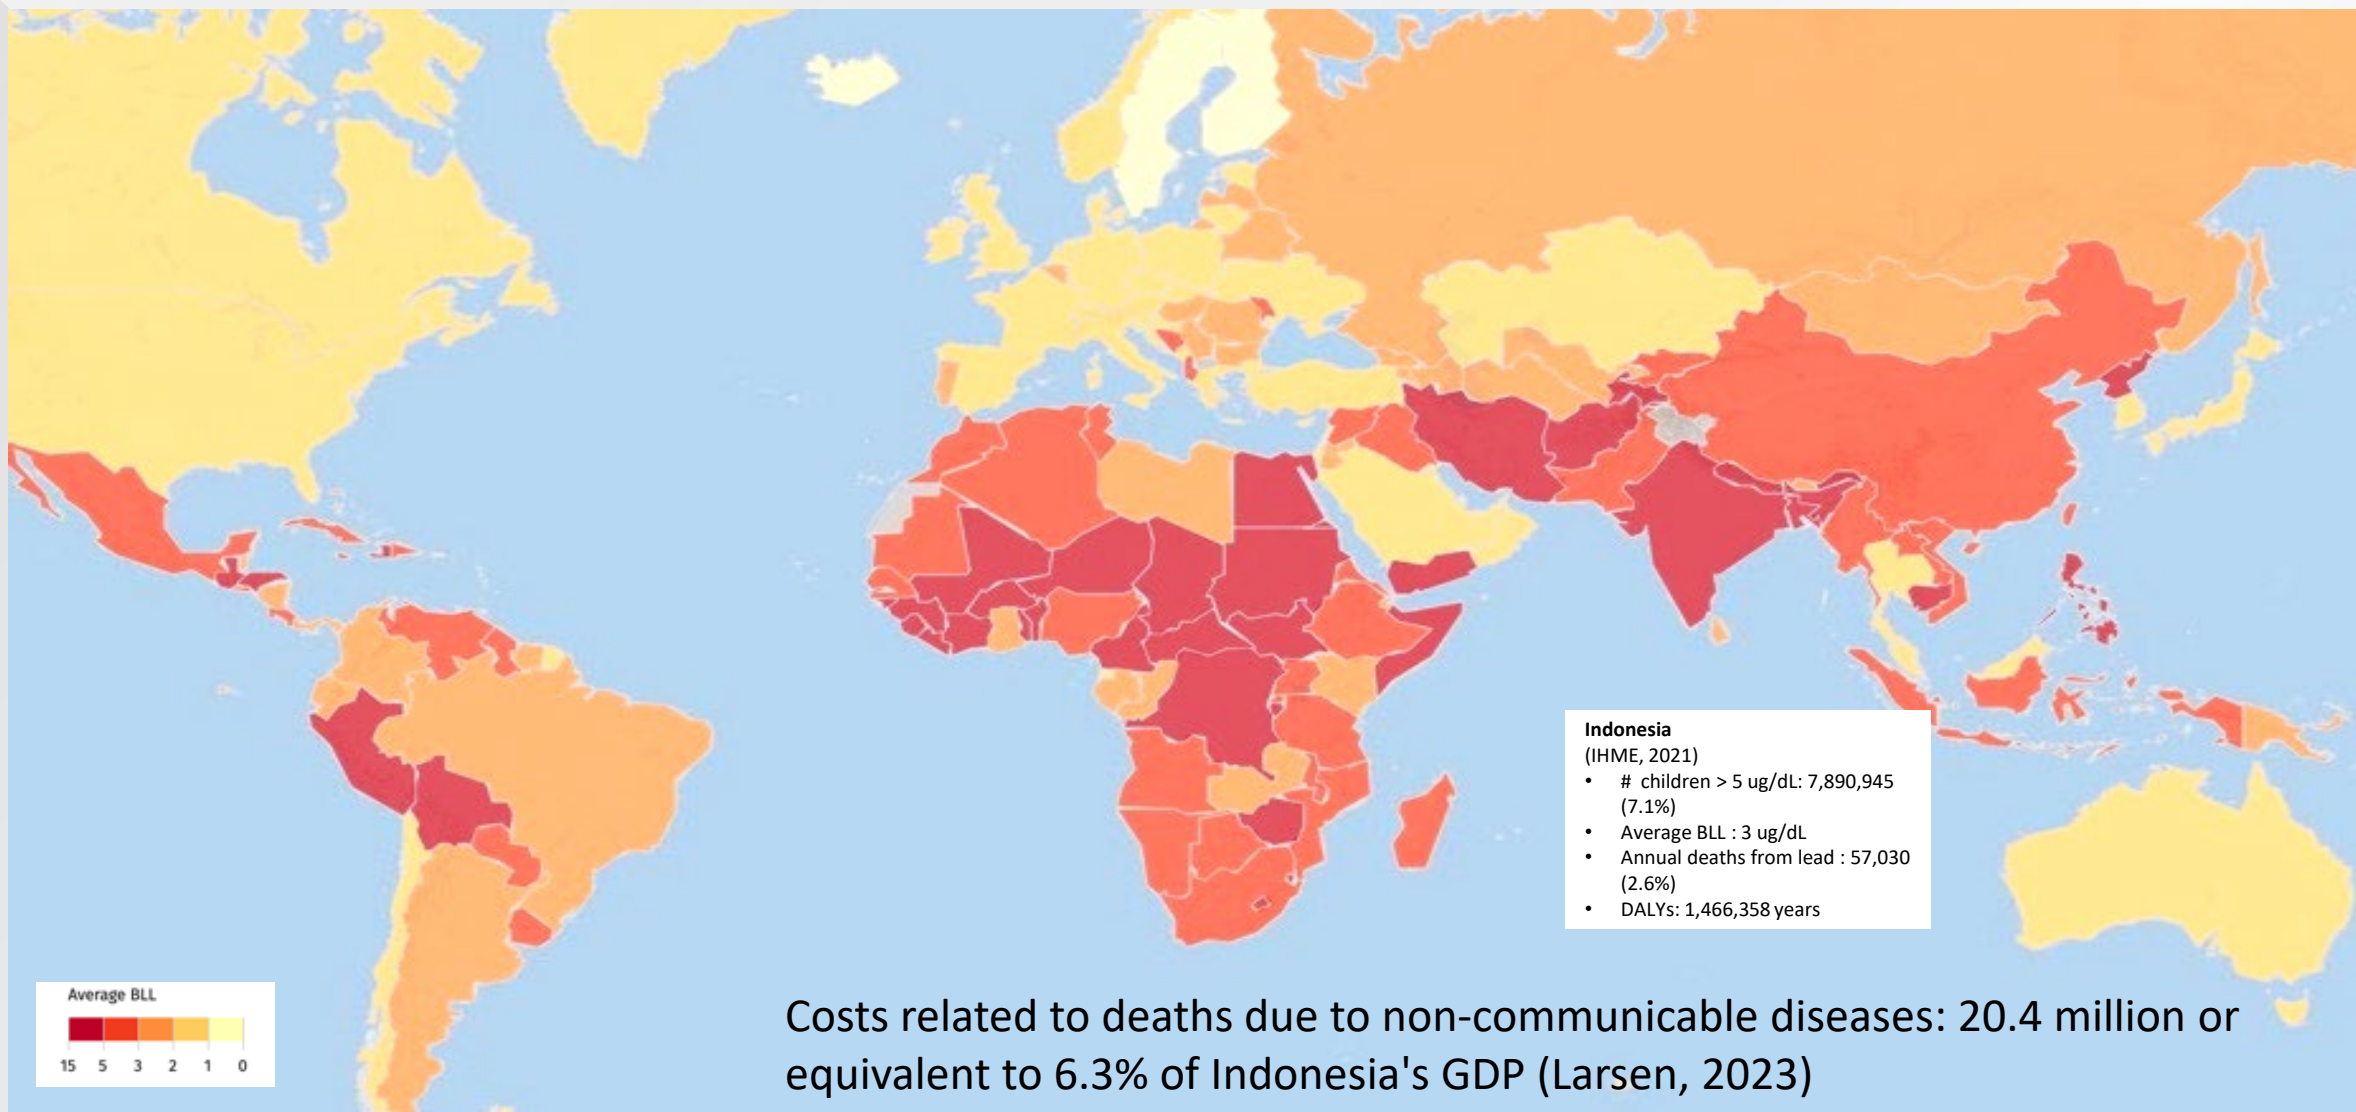 Indonesia
(IHME, 2021)
• # children > 5 ug/dL: 7,890,945
(7.1%)
• Average BLL : 3 ug/dL
• Annual deaths from lead : 57,030
(2.6%)
• DALYs: 1,466,358 years
Average BLL
15 5 3 2 1 0
Costs related to deaths due to non-communicable diseases: 20.4 million or
equivalent to 6.3% of Indonesia's GDP (Larsen, 2023)